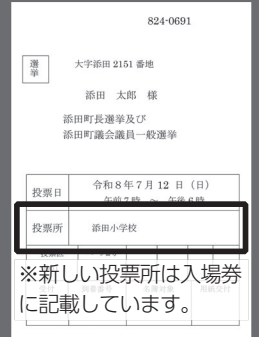 824-0691
選挙
大字添田 2151 番地
添田 太郎 様
添田町長選挙及び
添田町議会議員一般選挙
投票日 令和8年7月12日(日)
午前7時 ～ 午後6時
投票所 添田小学校
※新しい投票所は入場券
に記載しています。